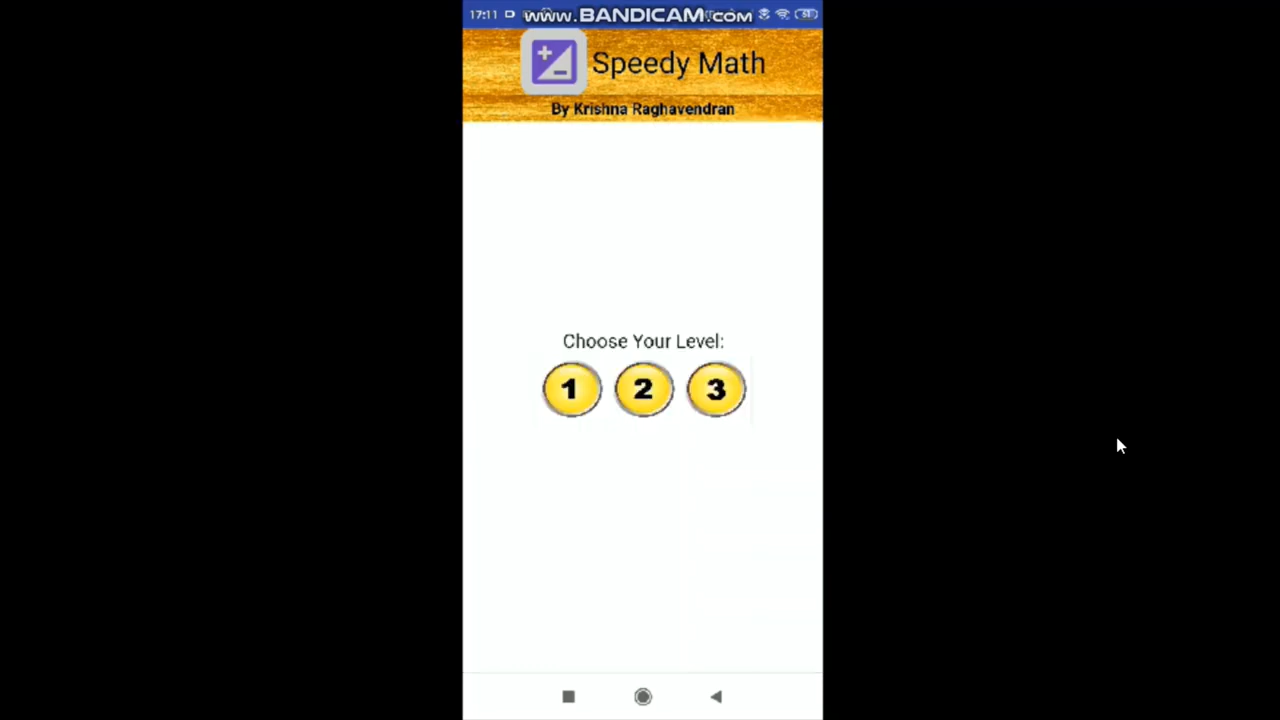 17:11
www.BANDICAM.com
Speedy Math
By Krishna Raghavendran
Choose Your Level:
1 2 3